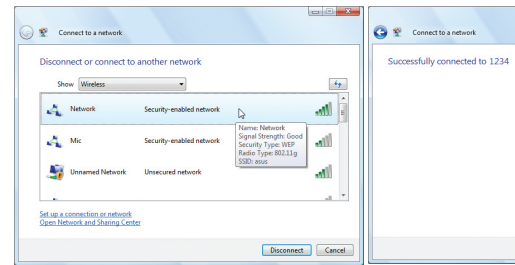 Connect to a network
Disconnect or connect to another network
Show Wireless
Network Security-enabled network
Name: Network
Signal Strength: Good
Security Type: WEP
Radio Type: 802.11g
SSID: asus
Mic Security-enabled network
Unnamed Network Unsecured network
Set up a connection or network
Open Network and Sharing Center
Disconnect Cancel
Connect to a network
Successfully connected to 1234